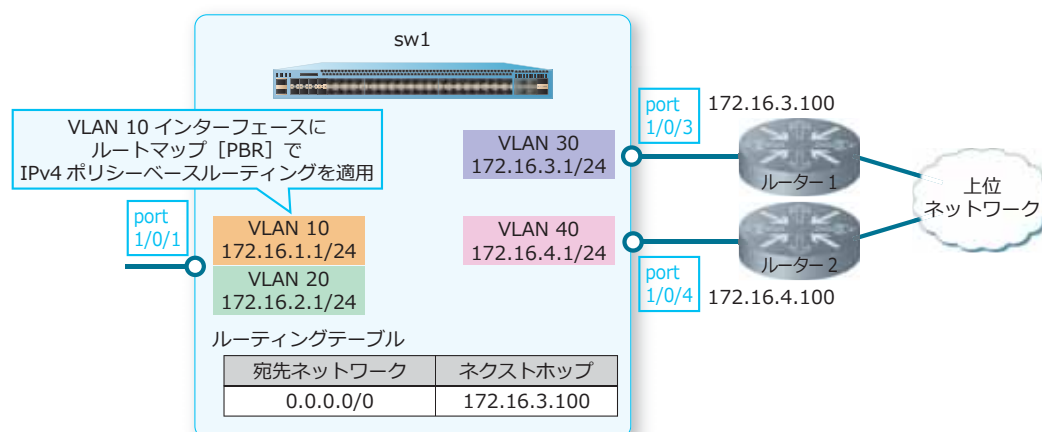 sw1
VLAN 10 インターフェースに
ルートマップ［PBR］で
IPv4 ポリシーベースルーティングを適用
port
1/0/1
VLAN 10
172.16.1.1/24
VLAN 20
172.16.2.1/24
VLAN 30
172.16.3.1/24
VLAN 40
172.16.4.1/24
port
1/0/3
172.16.3.100
ルーター 1
port
1/0/4
172.16.4.100
ルーター 2
上位
ネットワーク
ルーティングテーブル
宛先ネットワーク
ネクストホップ
0.0.0.0/0
172.16.3.100